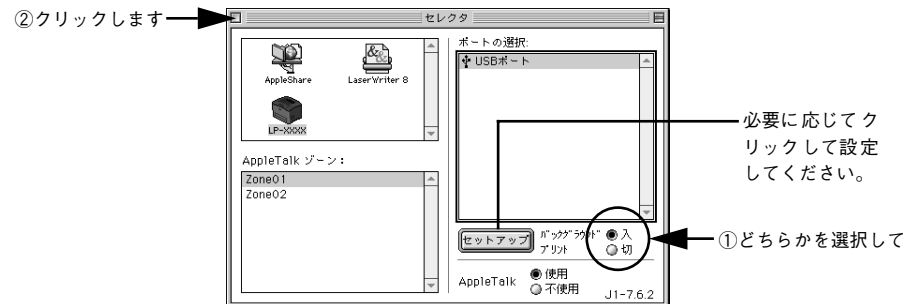 ②クリックします
セレクタ
AppleShare
LaserWriter 8
LP-XXXX
AppleTalk ゾーン：
Zone01
Zone02
ポートの選択:
USBポート
セットアップ
ﾊﾞｯｸｸﾞﾗｳﾝﾄﾞ
ﾌﾟﾘﾝﾄ
入
切
AppleTalk
使用
不使用
J1-7.6.2
必要に応じてク
リックして設定
してください。
①どちらかを選択して